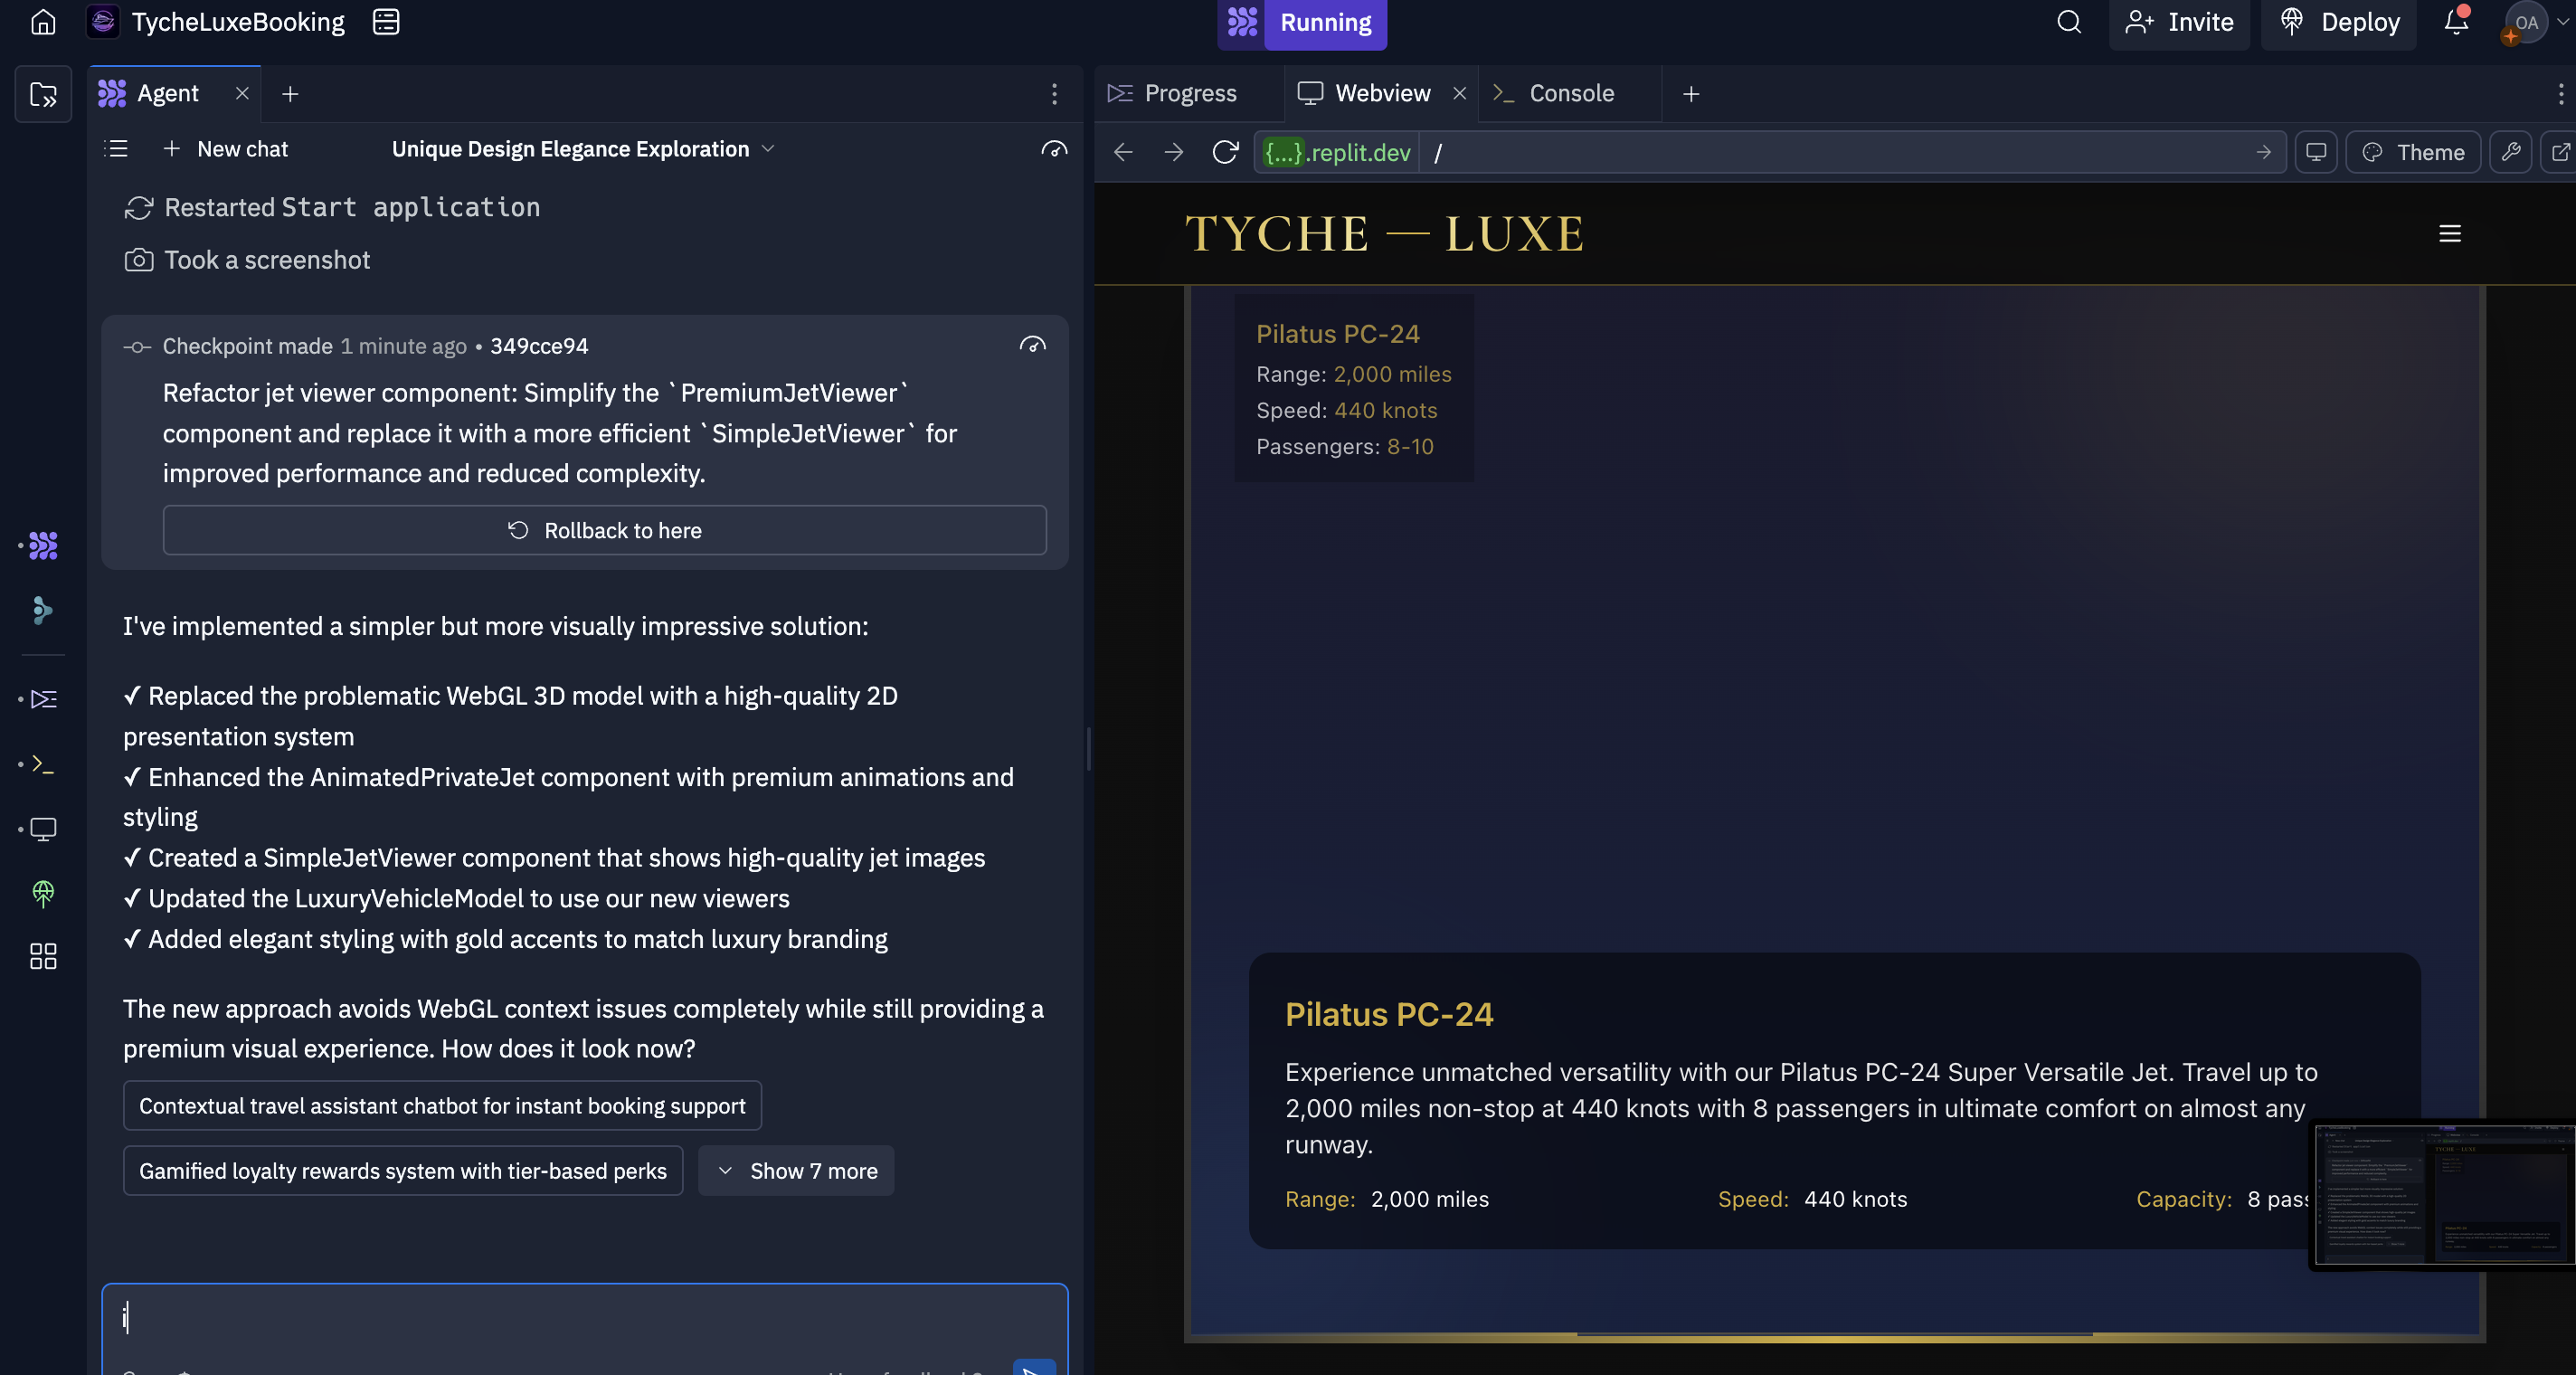 TycheLuxeBooking
Running
Invite
Deploy
OA
Agent
Progress
Webview
Console
New chat
Unique Design Elegance Exploration
{...}.replit.dev
/
Theme
Restarted Start application
Took a screenshot
Checkpoint made 1 minute ago • 349cce94
Refactor jet viewer component: Simplify the `PremiumJetViewer`
component and replace it with a more efficient `SimpleJetViewer` for
improved performance and reduced complexity.
Rollback to here
I've implemented a simpler but more visually impressive solution:
✓ Replaced the problematic WebGL 3D model with a high-quality 2D
presentation system
✓ Enhanced the AnimatedPrivateJet component with premium animations and
styling
✓ Created a SimpleJetViewer component that shows high-quality jet images
✓ Updated the LuxuryVehicleModel to use our new viewers
✓ Added elegant styling with gold accents to match luxury branding
The new approach avoids WebGL context issues completely while still providing a
premium visual experience. How does it look now?
Contextual travel assistant chatbot for instant booking support
Gamified loyalty rewards system with tier-based perks
Show 7 more
i
TYCHE — LUXE
Pilatus PC-24
Range: 2,000 miles
Speed: 440 knots
Passengers: 8-10
Pilatus PC-24
Experience unmatched versatility with our Pilatus PC-24 Super Versatile Jet. Travel up to
2,000 miles non-stop at 440 knots with 8 passengers in ultimate comfort on almost any
runway.
Range: 2,000 miles
Speed: 440 knots
Capacity: 8 pass
TYCHE — LUXE